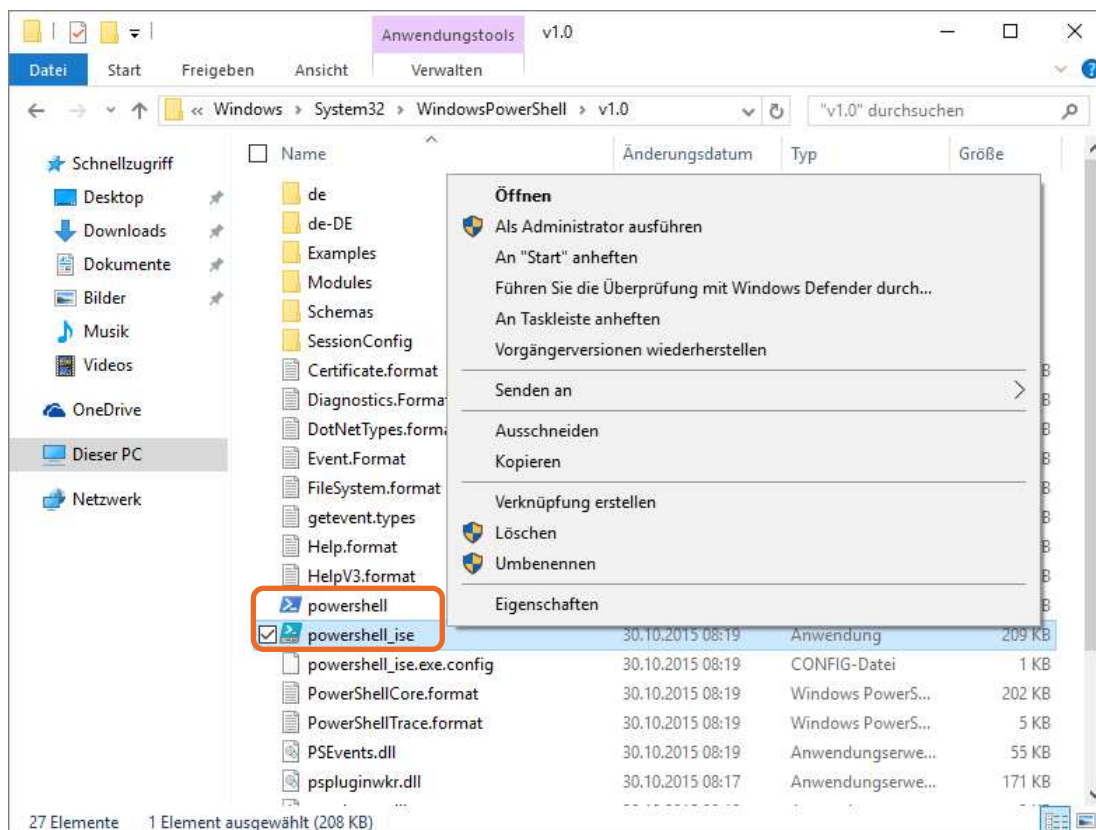 Anwendungstools v1.0
Datei Start Freigeben Ansicht Verwalten ?
« Windows › System32 › WindowsPowerShell › v1.0 "v1.0" durchsuchen
Name Änderungsdatum Typ Größe
Schnellzugriff
Desktop
Downloads
Dokumente
Bilder
Musik
Videos
OneDrive
Dieser PC
Netzwerk
de
de-DE
Examples
Modules
Schemas
SessionConfig
Certificate.format
Diagnostics.Format
DotNetTypes.forma
Event.Format
FileSystem.format
getevent.types
Help.format
HelpV3.format
powershell
Öffnen
Als Administrator ausführen
An "Start" anheften
Führen Sie die Überprüfung mit Windows Defender durch...
An Taskleiste anheften
Vorgängerversionen wiederherstellen
Senden an
Ausschneiden
Kopieren
Verknüpfung erstellen
Löschen
Umbenennen
Eigenschaften
powershell_ise 30.10.2015 08:19 Anwendung 209 KB
powershell_ise.exe.config 30.10.2015 08:19 CONFIG-Datei 1 KB
PowerShellCore.format 30.10.2015 08:19 Windows PowerS... 202 KB
PowerShellTrace.format 30.10.2015 08:19 Windows PowerS... 5 KB
PSEvents.dll 30.10.2015 08:19 Anwendungserwe... 55 KB
pspluginwkr.dll 30.10.2015 08:17 Anwendungserwe... 171 KB
27 Elemente 1 Element ausgewählt (208 KB)